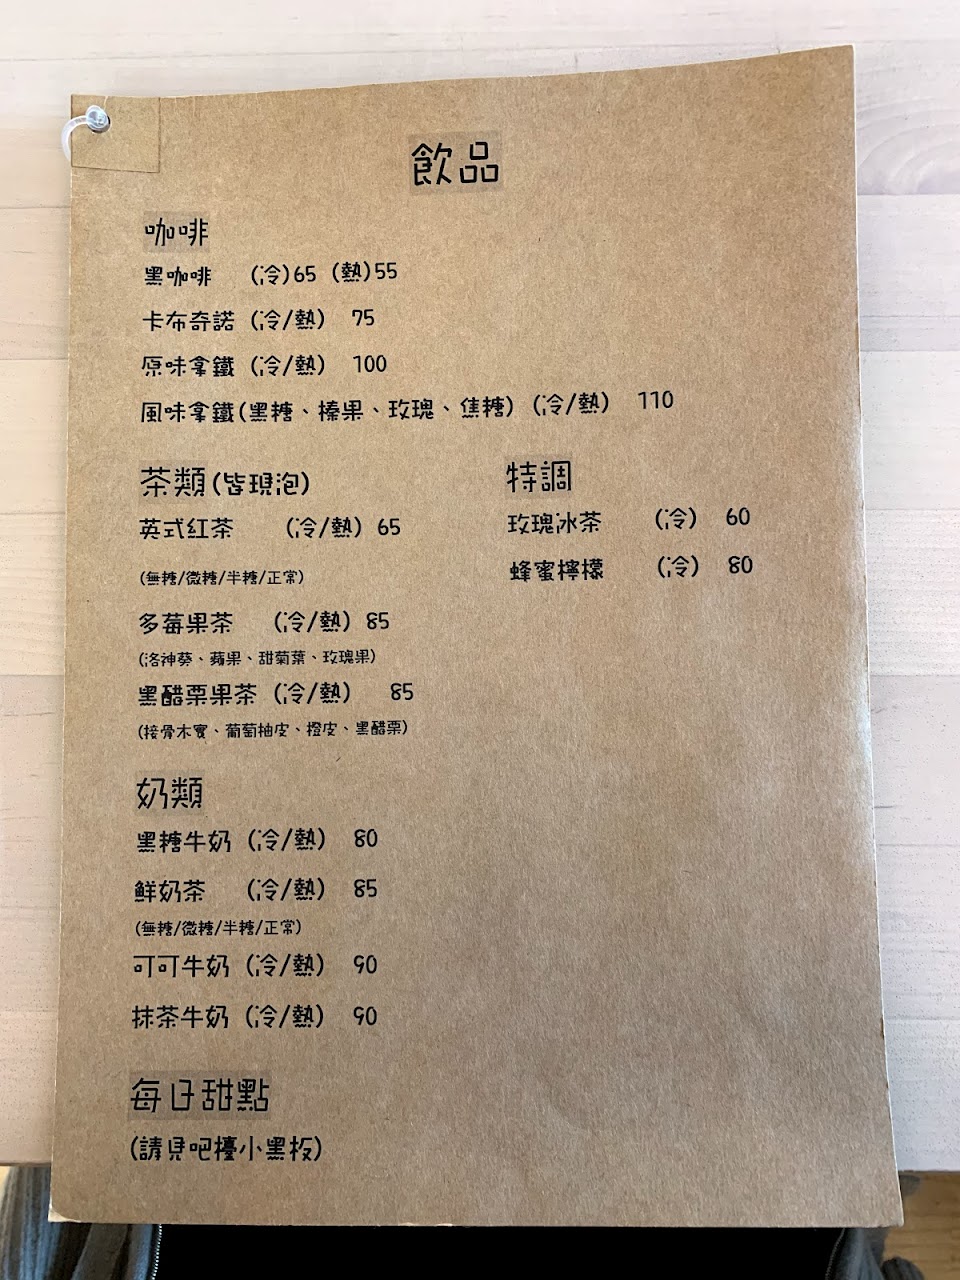 飲品
咖啡
黑咖啡 (冷)65 (熱)55
卡布奇諾 (冷/熱) 75
原味拿鐵 (冷/熱) 100
風味拿鐵(黑糖、榛果、玫瑰、焦糖) (冷/熱) 110
茶類(皆現泡)
英式紅茶 (冷/熱) 65
(無糖/微糖/半糖/正常)
多莓果茶 (冷/熱) 85
(洛神葵、蘋果、甜菊葉、玫瑰果)
黑醋栗果茶 (冷/熱) 85
(接骨木實、葡萄柚皮、橙皮、黑醋栗)
特調
玫瑰冰茶 (冷) 60
蜂蜜檸檬 (冷) 80
奶類
黑糖牛奶 (冷/熱) 80
鮮奶茶 (冷/熱) 85
(無糖/微糖/半糖/正常)
可可牛奶 (冷/熱) 90
抹茶牛奶 (冷/熱) 90
每日甜點
(請見吧檯小黑板)